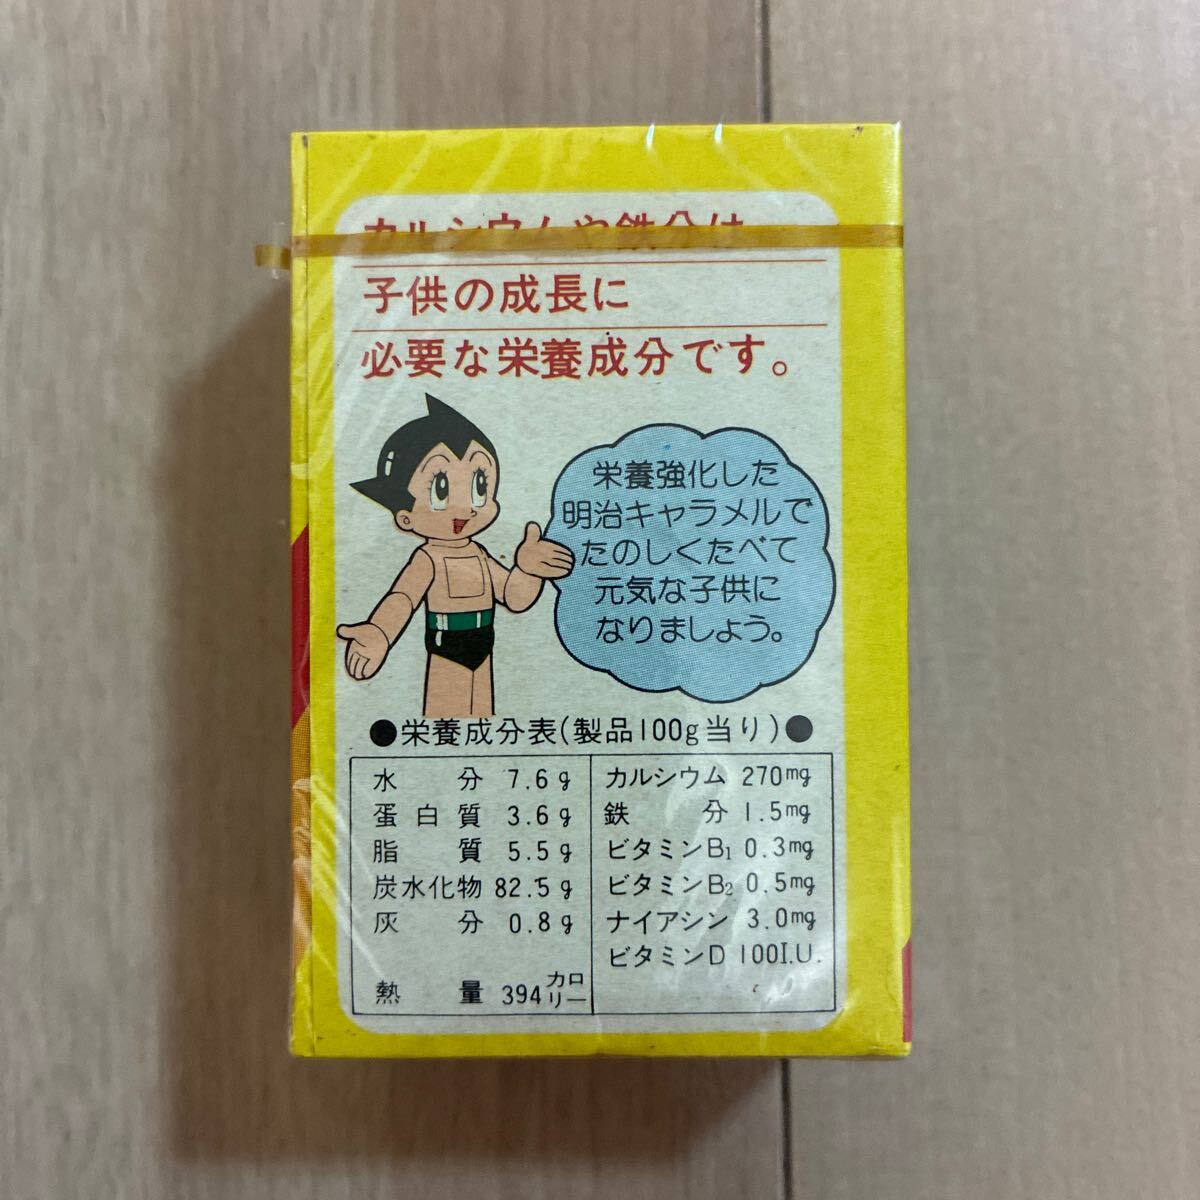 カルシウムや鉄分は
子供の成長に
必要な栄養成分です。
栄養強化した
明治キャラメルで
たのしくたべて
元気な子供に
なりましょう。
●栄養成分表(製品100g当り)●
水分 7.6g
蛋白質 3.6g
脂質 5.5g
炭水化物 82.5g
灰分 0.8g
熱量 394カロリー
カルシウム 270mg
鉄分 1.5mg
ビタミンB1 0.3mg
ビタミンB2 0.5mg
ナイアシン 3.0mg
ビタミンD 100I.U.